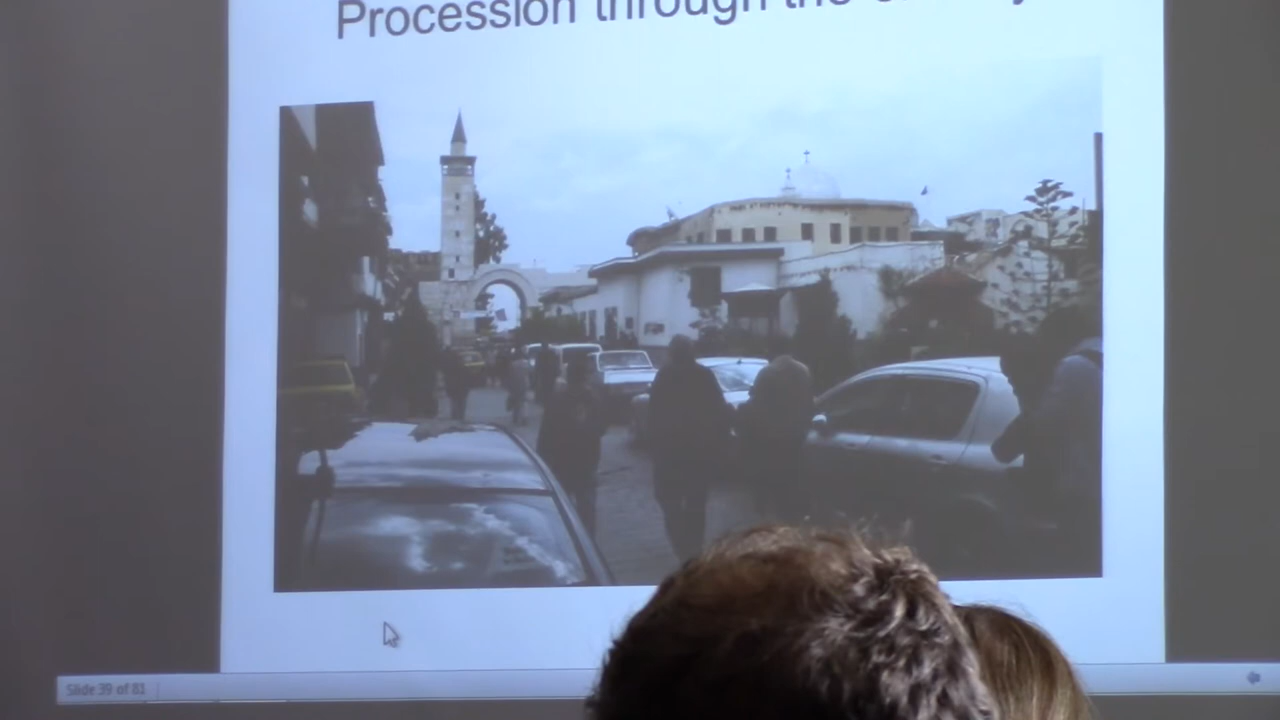 Procession through the
Slide 39 of 81